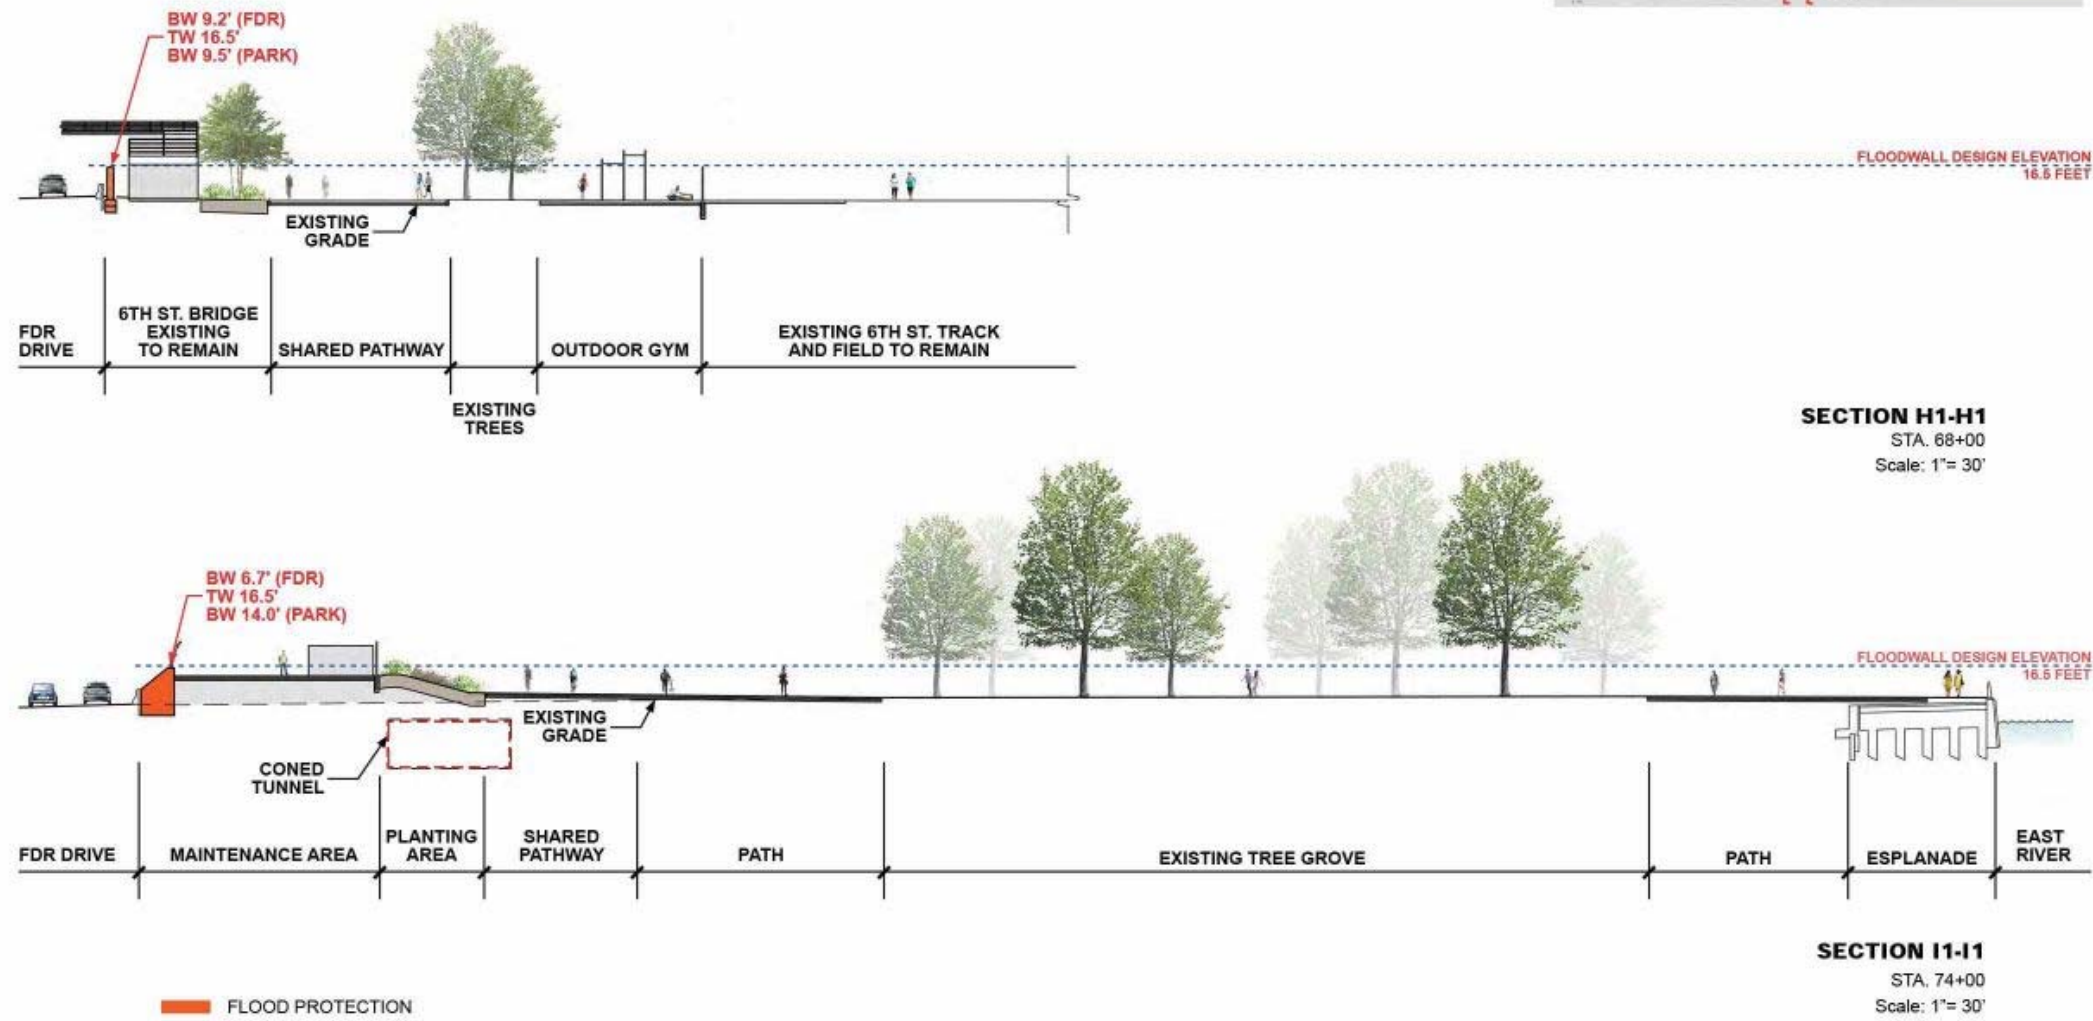 BW 9.2' (FDR)
TW 16.5'
BW 9.5' (PARK)
FLOODWALL DESIGN ELEVATION
16.5 FEET
EXISTING
GRADE
FDR
DRIVE
6TH ST. BRIDGE
EXISTING
TO REMAIN
SHARED PATHWAY
EXISTING
TREES
OUTDOOR GYM
EXISTING 6TH ST. TRACK
AND FIELD TO REMAIN
SECTION H1-H1
STA. 68+00
Scale: 1"= 30'
BW 6.7' (FDR)
TW 16.5'
BW 14.0' (PARK)
FLOODWALL DESIGN ELEVATION
16.5 FEET
EXISTING
GRADE
CONED
TUNNEL
FDR DRIVE
MAINTENANCE AREA
PLANTING
AREA
SHARED
PATHWAY
PATH
EXISTING TREE GROVE
PATH
ESPLANADE
EAST
RIVER
SECTION I1-I1
STA. 74+00
Scale: 1"= 30'
FLOOD PROTECTION